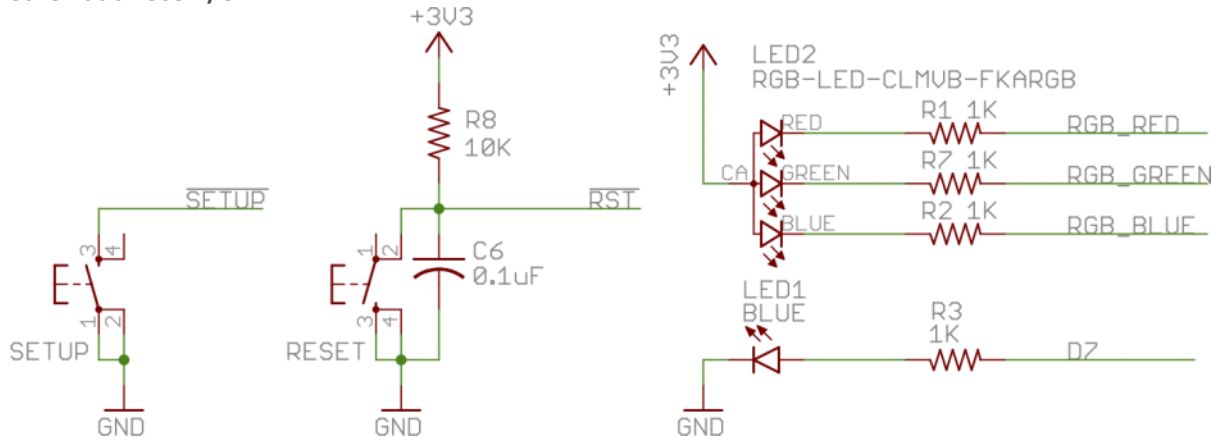 +3V3
R8
10K
SETUP
RST
3
4
1
2
SETUP
GND
1
2
3
4
C6
0.1uF
RESET
GND
+3V3
LED2
RGB-LED-CLMVB-FKARGB
RED
R1 1K
RGB_RED
CA
GREEN
R7 1K
RGB_GREEN
BLUE
R2 1K
RGB_BLUE
LED1
BLUE
R3
1K
D7
GND